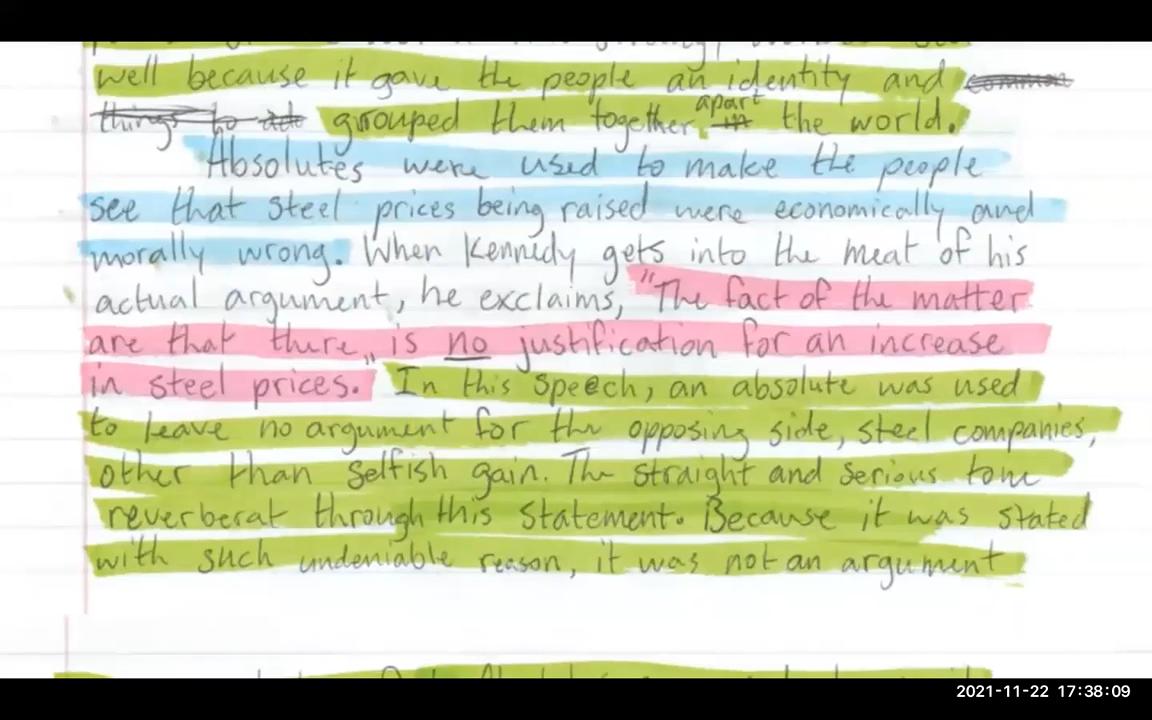 well because it gave the people an identity and common
things to add grouped them together apart in the world.
Absolutes were used to make the people
see that steel prices being raised were economically and
morally wrong. When Kennedy gets into the meat of his
actual argument, he exclaims, "The fact of the matter
are that there is no justification for an increase
in steel prices." In this speech, an absolute was used
to leave no argument for the opposing side, steel companies,
other than selfish gain. The straight and serious tone
reverberat through this statement. Because it was stated
with such undeniable reason, it was not an argument
2021-11-22 17:38:09